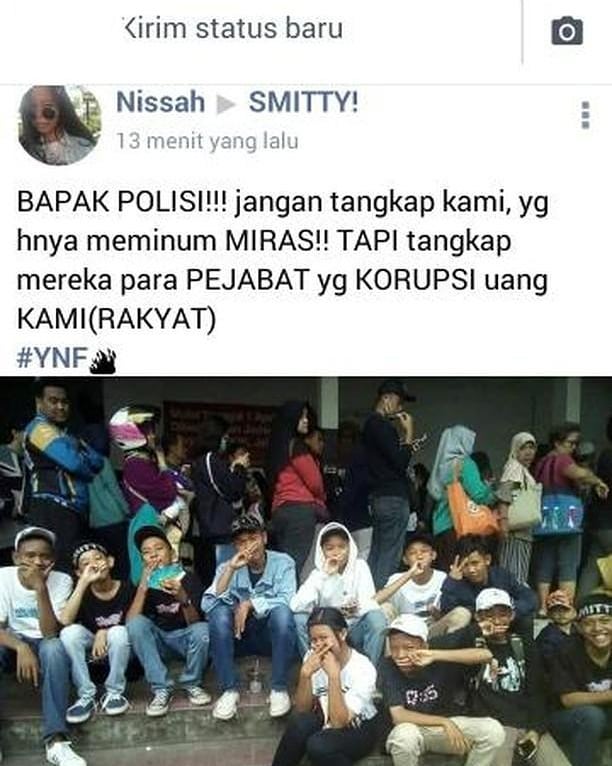 Kirim status baru
Nissah ▶ SMITTY!
13 menit yang lalu
BAPAK POLISI!!! jangan tangkap kami, yg
hnya meminum MIRAS!! TAPI tangkap
mereka para PEJABAT yg KORUPSI uang
KAMI(RAKYAT)
#YNF